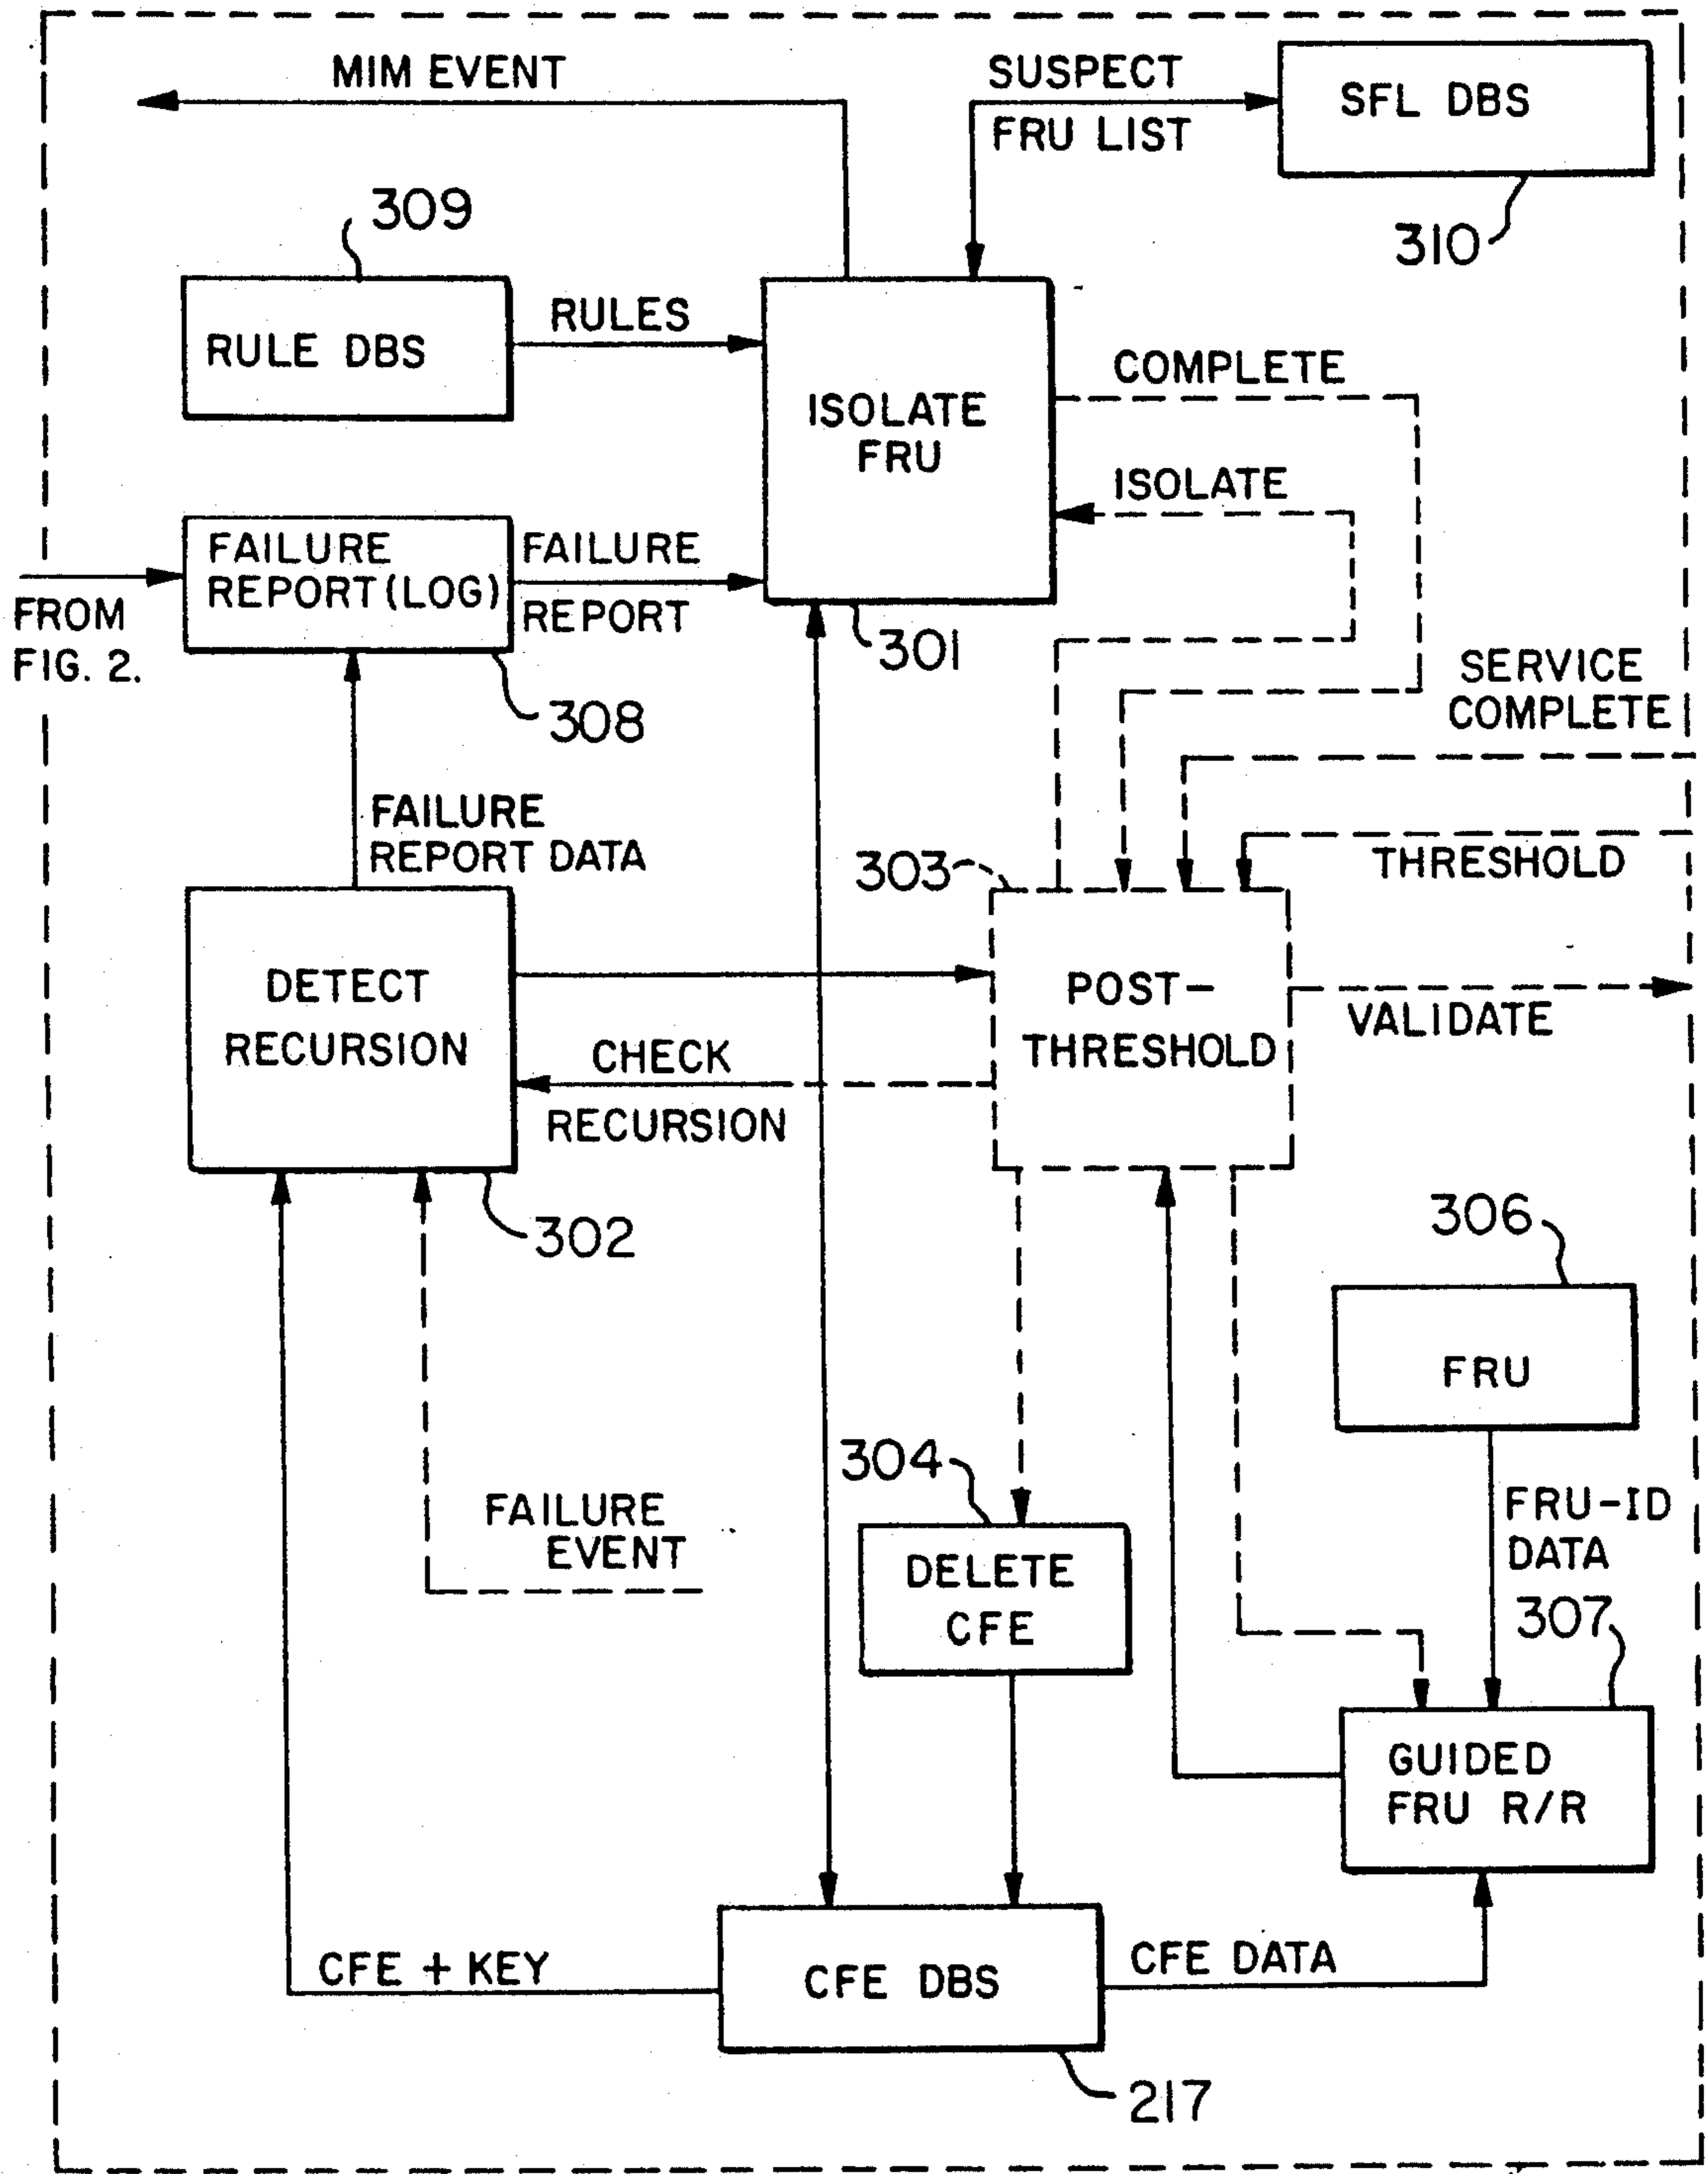 MIM EVENT
SUSPECT
FRU LIST
SFL DBS
310
309
RULE DBS
RULES
ISOLATE
FRU
COMPLETE
ISOLATE
FAILURE
REPORT (LOG)
FAILURE
REPORT
FROM
FIG. 2.
301
308
SERVICE
COMPLETE
FAILURE
REPORT DATA
THRESHOLD
303
DETECT
RECURSION
POST-
THRESHOLD
VALIDATE
CHECK
RECURSION
302
306
FRU
304
FAILURE
EVENT
FRU-ID
DATA
DELETE
CFE
307
GUIDED
FRU R/R
CFE + KEY
CFE DBS
CFE DATA
217